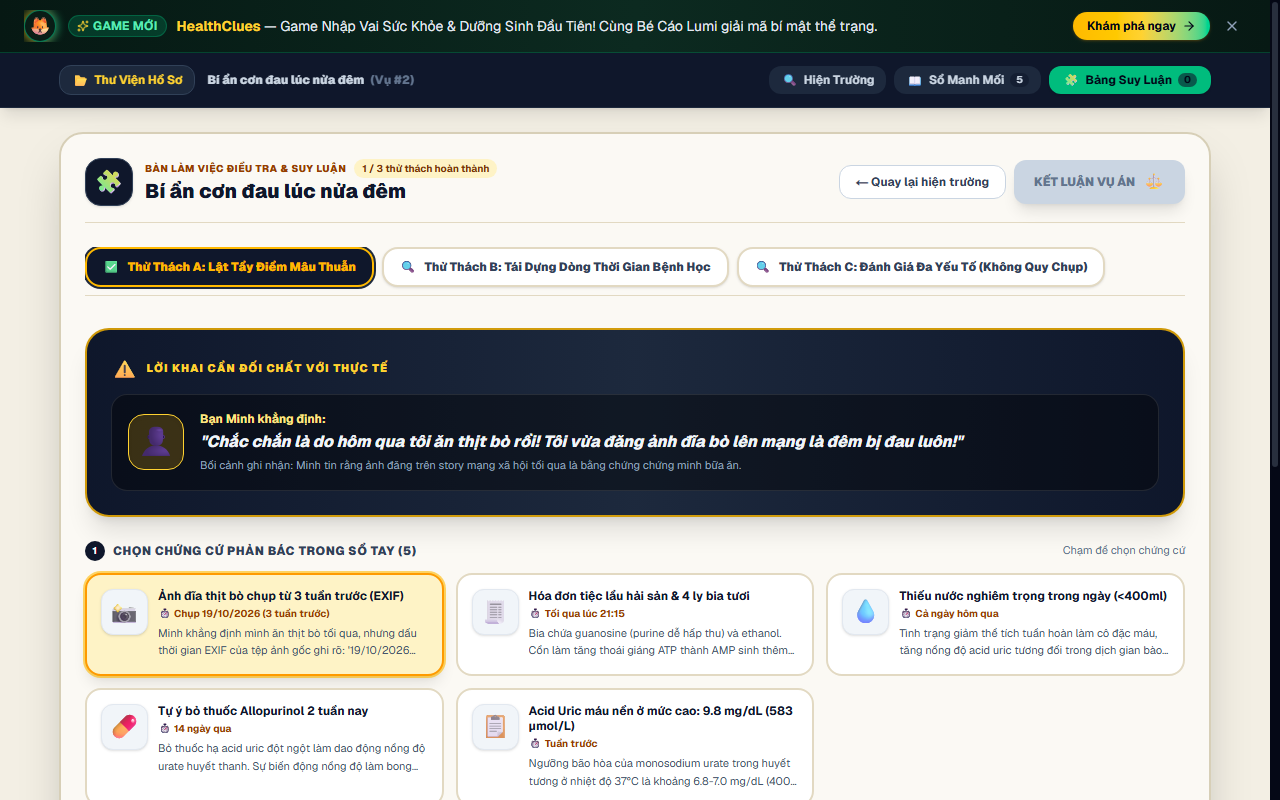 GAME MỚI
HealthClues — Game Nhập Vai Sức Khỏe & Dưỡng Sinh Đầu Tiên! Cùng Bé Cáo Lumi giải mã bí mật thể trạng.
Khám phá ngay →
Thư Viện Hồ Sơ
Bí ẩn cơn đau lúc nửa đêm (Vụ #2)
Hiện Trường
Sổ Manh Mối 5
Bảng Suy Luận 0
BÀN LÀM VIỆC ĐIỀU TRA & SUY LUẬN
1 / 3 thử thách hoàn thành
Bí ẩn cơn đau lúc nửa đêm
← Quay lại hiện trường
KẾT LUẬN VỤ ÁN
Thử Thách A: Lật Tẩy Điểm Mâu Thuẫn
Thử Thách B: Tái Dựng Dòng Thời Gian Bệnh Học
Thử Thách C: Đánh Giá Đa Yếu Tố (Không Quy Chụp)
LỜI KHAI CẦN ĐỐI CHẤT VỚI THỰC TẾ
Bạn Minh khẳng định:
"Chắc chắn là do hôm qua tôi ăn thịt bò rồi! Tôi vừa đăng ảnh đĩa bò lên mạng là đêm bị đau luôn!"
Bối cảnh ghi nhận: Minh tin rằng ảnh đăng trên story mạng xã hội tối qua là bằng chứng chứng minh bữa ăn.
1 CHỌN CHỨNG CỨ PHẢN BÁC TRONG SỔ TAY (5)
Chạm để chọn chứng cứ
Ảnh đĩa thịt bò chụp từ 3 tuần trước (EXIF)
Chụp 19/10/2026 (3 tuần trước)
Minh khẳng định mình ăn thịt bò tối qua, nhưng dấu
thời gian EXIF của tệp ảnh gốc ghi rõ: '19/10/2026...
Hóa đơn tiệc lẩu hải sản & 4 ly bia tươi
Tối qua lúc 21:15
Bia chứa guanosine (purine dễ hấp thu) và ethanol.
Cồn làm tăng thoái giáng ATP thành AMP sinh thêm...
Thiếu nước nghiêm trọng trong ngày (<400ml)
Cả ngày hôm qua
Tình trạng giảm thể tích tuần hoàn làm cô đặc máu,
tăng nồng độ acid uric tương đối trong dịch gian bào...
Tự ý bỏ thuốc Allopurinol 2 tuần nay
14 ngày qua
Bỏ thuốc hạ acid uric đột ngột làm dao động nồng độ
urate huyết thanh. Sự biến động nồng độ làm bong...
Acid Uric máu nền ở mức cao: 9.8 mg/dL (583
µmol/L)
Tuần trước
Ngưỡng bão hòa của monosodium urate trong huyết
tương ở nhiệt độ 37°C là khoảng 6.8-7.0 mg/dL (400...